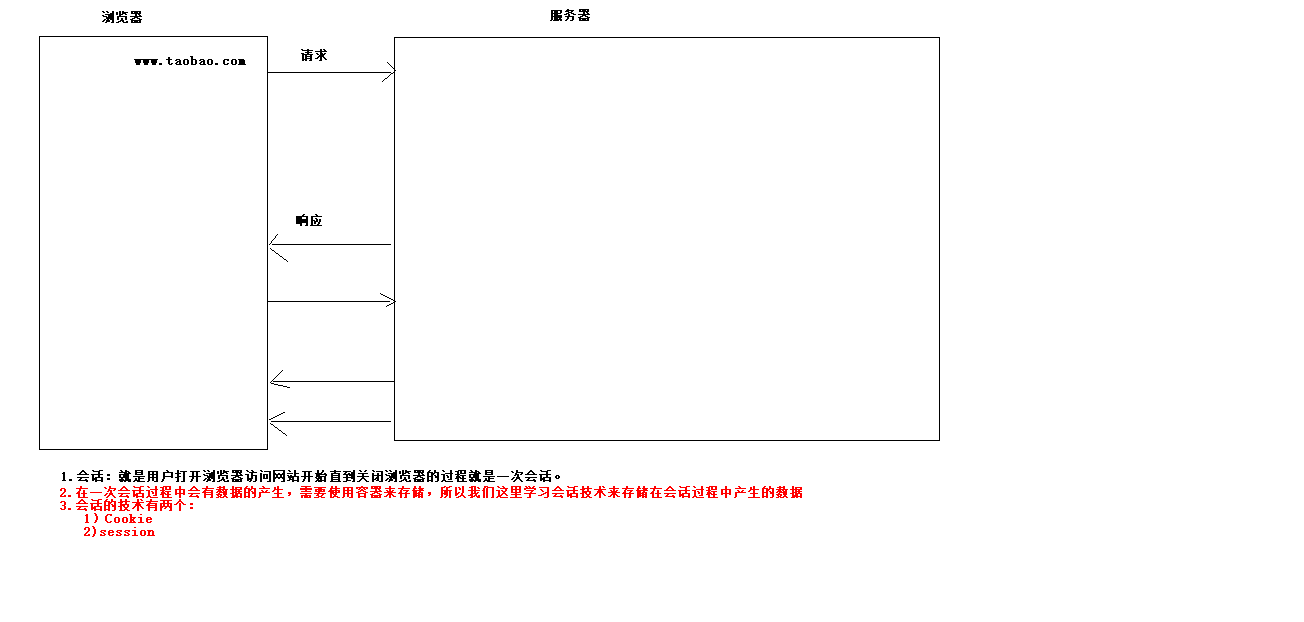 浏览器
服务器
www.taobao.com
请求
响应
1.会话：就是用户打开浏览器访问网站开始直到关闭浏览器的过程就是一次会话。
2.在一次会话过程中会有数据的产生，需要使用容器来存储，所以我们这里学习会话技术来存储在会话过程中产生的数据
3.会话的技术有两个：
1）Cookie
2)session